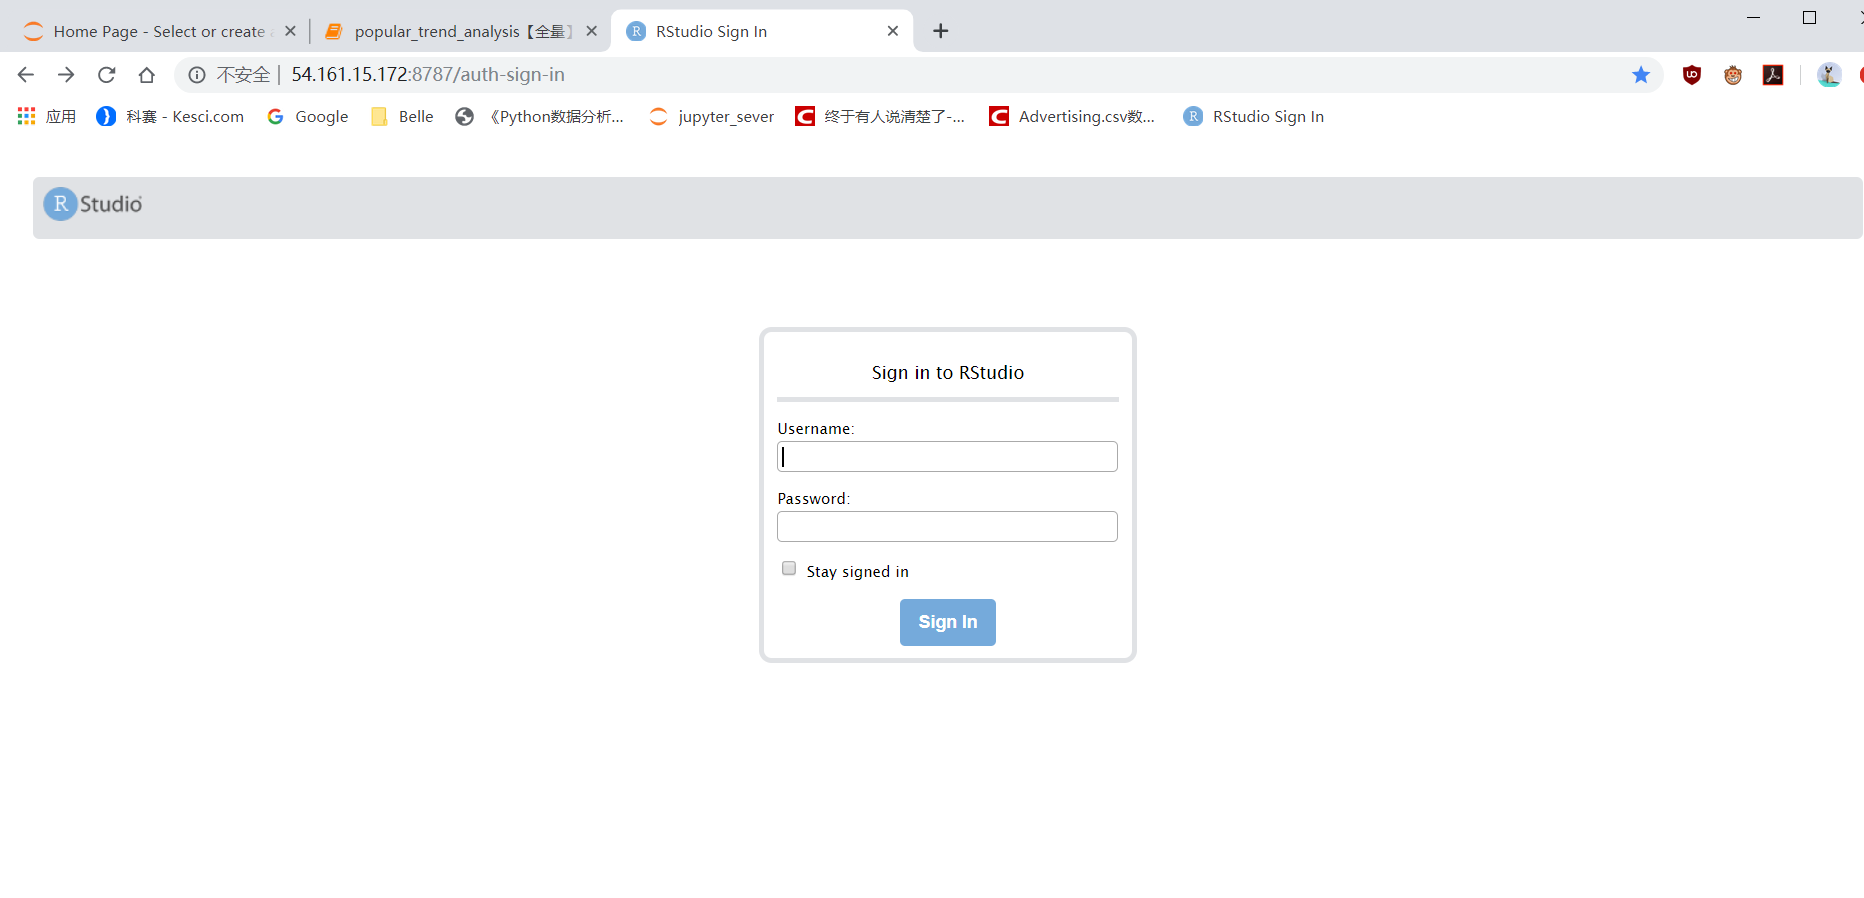 Home Page - Select or create a
popular_trend_analysis【全量】
RStudio Sign In
不安全 | 54.161.15.172:8787/auth-sign-in
应用
科赛 - Kesci.com
Google
Belle
《Python数据分析...
jupyter_sever
终于有人说清楚了-...
Advertising.csv数...
RStudio Sign In
R Studio
Sign in to RStudio
Username:
Password:
Stay signed in
Sign In